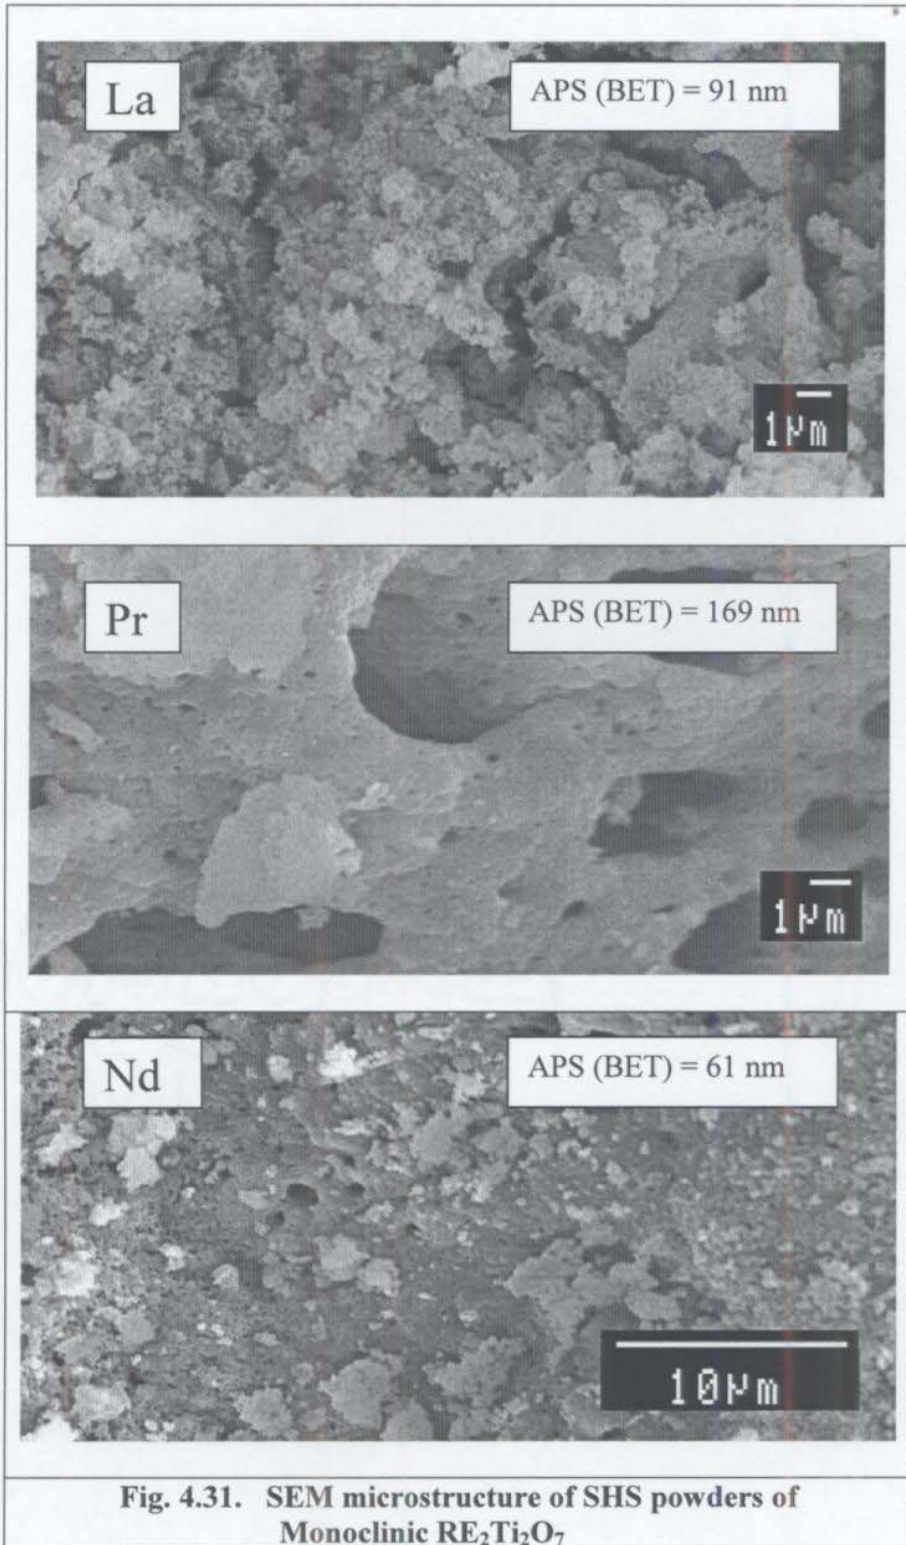 La
APS (BET) = 91 nm
1µm
Pr
APS (BET) = 169 nm
1µm
Nd
APS (BET) = 61 nm
10µm
Fig. 4.31. SEM microstructure of SHS powders of
Monoclinic RE₂Ti₂O₇